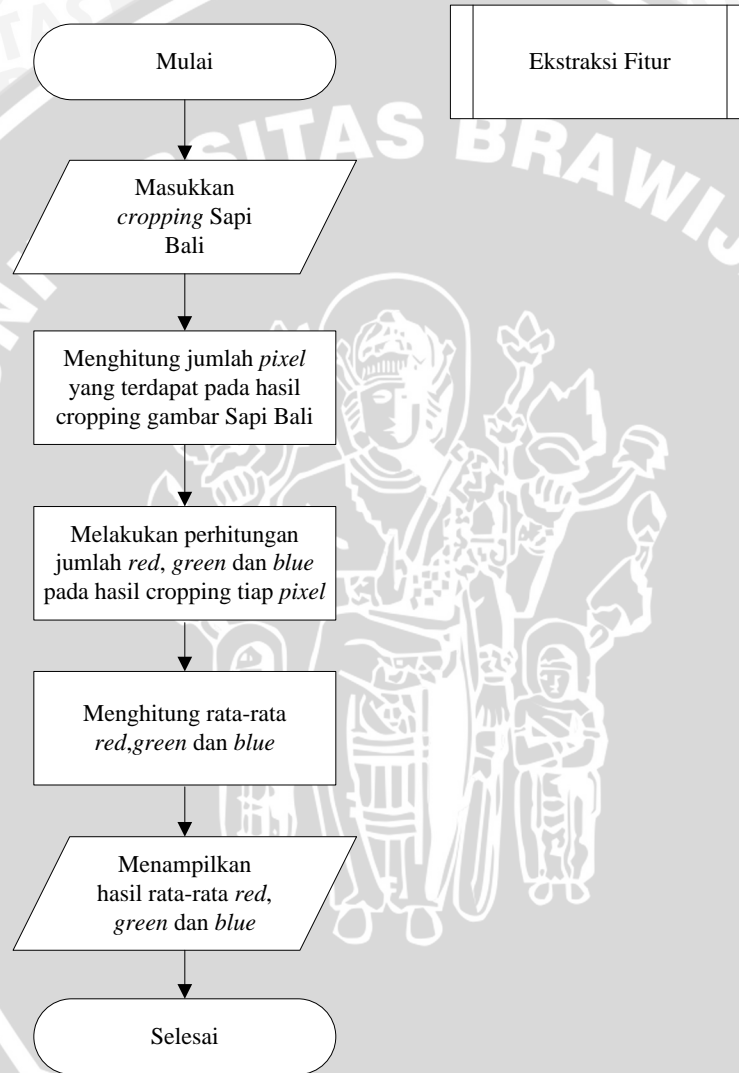 Mulai
Ekstraksi Fitur
Masukkan
cropping Sapi
Bali
Menghitung jumlah pixel
yang terdapat pada hasil
cropping gambar Sapi Bali
Melakukan perhitungan
jumlah red, green dan blue
pada hasil cropping tiap pixel
Menghitung rata-rata
red,green dan blue
Menampilkan
hasil rata-rata red,
green dan blue
Selesai